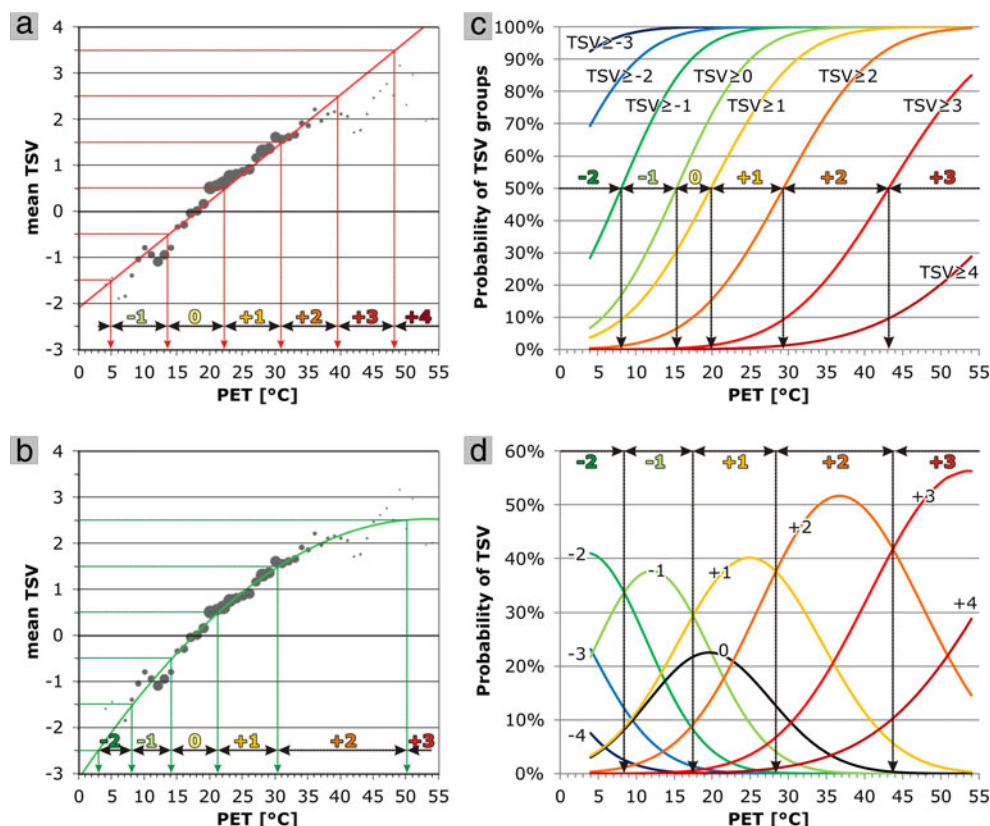 a
4
3
2
1
0
-1
-2
-3
mean TSV
-1 0 +1 +2 +3 +4
0 5 10 15 20 25 30 35 40 45 50 55
PET [°C]
c
100%
90%
80%
70%
60%
50%
40%
30%
20%
10%
0%
Probability of TSV groups
TSV≥-3
TSV≥-2
TSV≥-1
TSV≥0
TSV≥1
TSV≥2
TSV≥3
TSV≥4
-2 -1 0 +1 +2 +3
0 5 10 15 20 25 30 35 40 45 50 55
PET [°C]
b
4
3
2
1
0
-1
-2
-3
mean TSV
-2 -1 0 +1 +2 +3
0 5 10 15 20 25 30 35 40 45 50 55
PET [°C]
d
60%
50%
40%
30%
20%
10%
0%
Probability of TSV
-2 -1 +1 +2 +3
-2
-3
-4
-1
+1
0
+2
+3
+4
0 5 10 15 20 25 30 35 40 45 50 55
PET [°C]